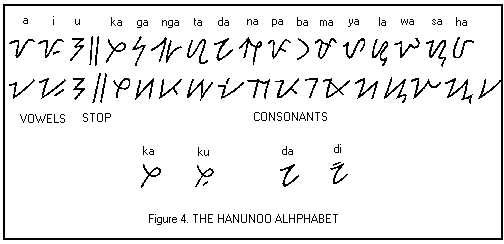 a i u ka ga nga ta da na pa ba ma ya la wa sa ha
ᜠ ᜡ ᜢ ᜶ ᜣ ᜤ ᜥ ᜦ ᜧ ᜨ ᜩ ᜪ ᜫ ᜬ ᜮ ᜯ ᜰ ᜱ
ᜠ ᜡ ᜢ ᜶ ᜣ ᜤ ᜥ ᜦ ᜧ ᜨ ᜩ ᜪ ᜫ ᜬ ᜮ ᜯ ᜰ ᜱ
VOWELS STOP CONSONANTS
ka ku da di
ᜣ ᜣᜳ ᜧ ᜧᜲ
Figure 4. THE HANUNOO ALHPHABET